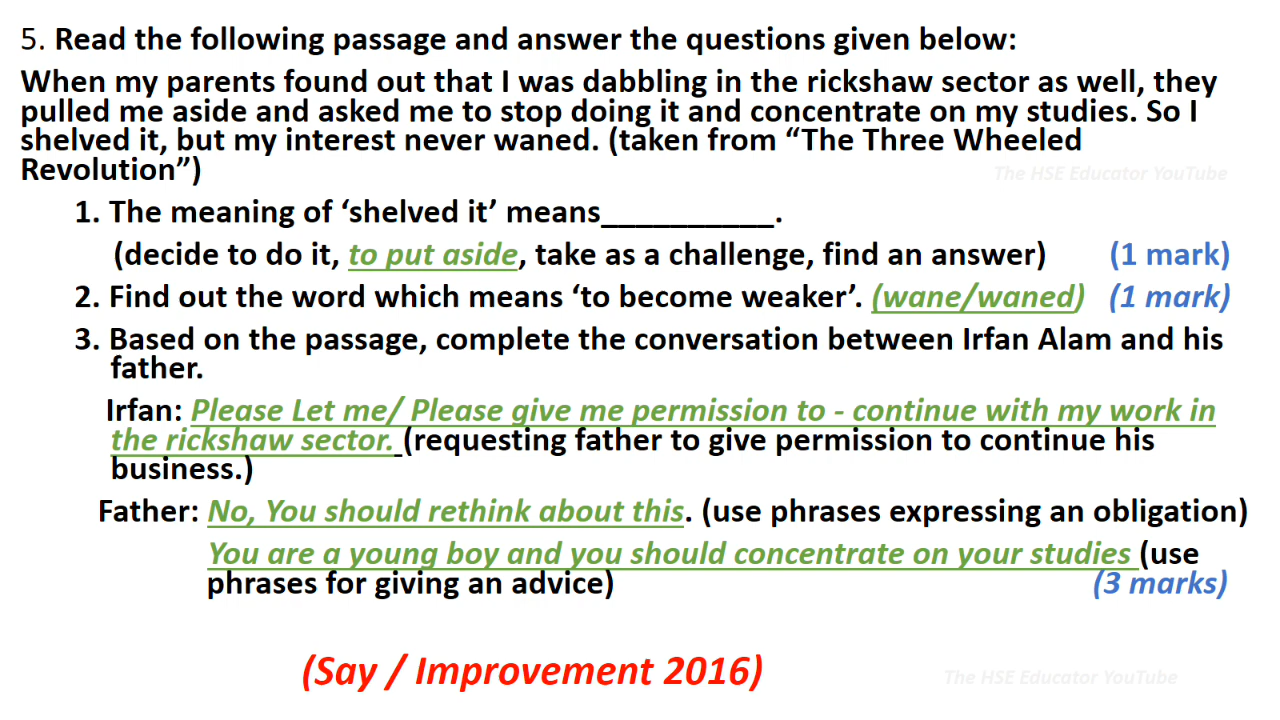 5. Read the following passage and answer the questions given below:
When my parents found out that I was dabbling in the rickshaw sector as well, they
pulled me aside and asked me to stop doing it and concentrate on my studies. So I
shelved it, but my interest never waned. (taken from “The Three Wheeled
Revolution”)
The HSE Educator YouTube
1. The meaning of ‘shelved it’ means__________.
(decide to do it, to put aside, take as a challenge, find an answer) (1 mark)
2. Find out the word which means ‘to become weaker’. (wane/waned) (1 mark)
3. Based on the passage, complete the conversation between Irfan Alam and his
father.
Irfan: Please Let me/ Please give me permission to - continue with my work in
the rickshaw sector. (requesting father to give permission to continue his
business.)
Father: No, You should rethink about this. (use phrases expressing an obligation)
You are a young boy and you should concentrate on your studies (use
phrases for giving an advice) (3 marks)
(Say / Improvement 2016)
The HSE Educator YouTube